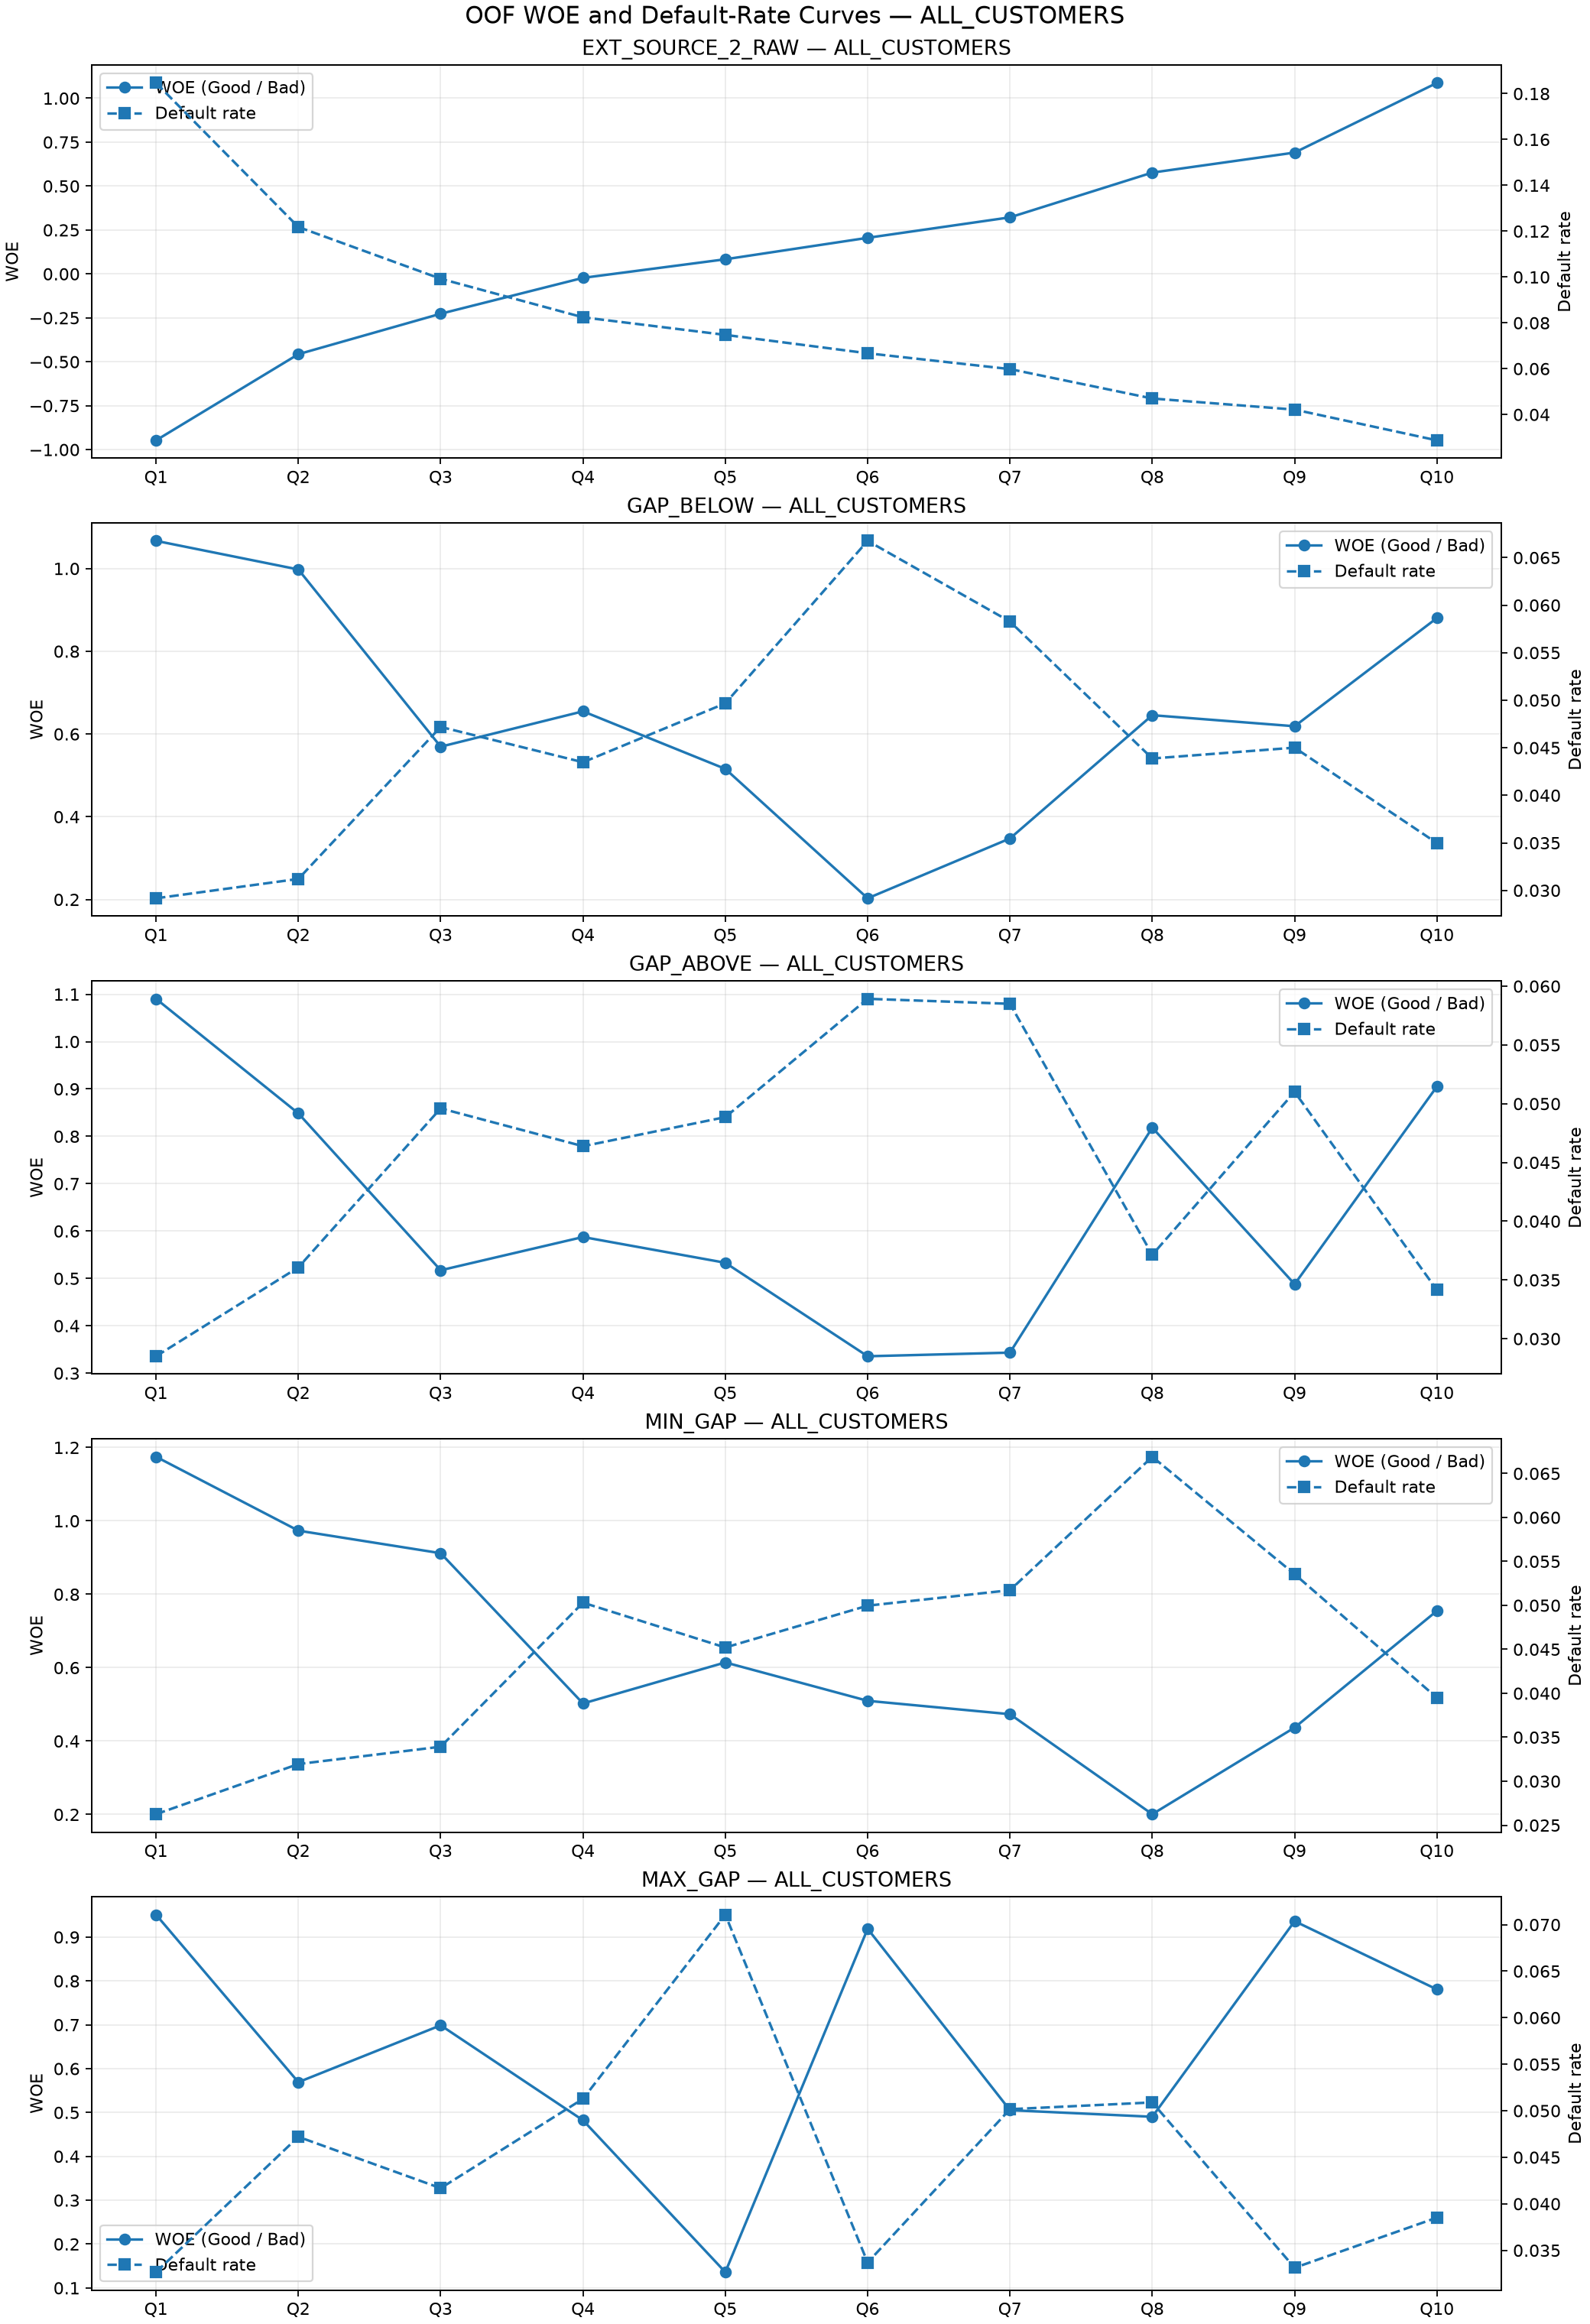 OOF WOE and Default-Rate Curves — ALL_CUSTOMERS
EXT_SOURCE_2_RAW — ALL_CUSTOMERS
WOE (Good / Bad)
Default rate
1.00
0.75
0.50
0.25
0.00
−0.25
−0.50
−0.75
−1.00
WOE
0.18
0.16
0.14
0.12
0.10
0.08
0.06
0.04
Default rate
Q1 Q2 Q3 Q4 Q5 Q6 Q7 Q8 Q9 Q10
GAP_BELOW — ALL_CUSTOMERS
WOE (Good / Bad)
Default rate
1.0
0.8
0.6
0.4
0.2
WOE
0.065
0.060
0.055
0.050
0.045
0.040
0.035
0.030
Default rate
Q1 Q2 Q3 Q4 Q5 Q6 Q7 Q8 Q9 Q10
GAP_ABOVE — ALL_CUSTOMERS
WOE (Good / Bad)
Default rate
1.1
1.0
0.9
0.8
0.7
0.6
0.5
0.4
0.3
WOE
0.060
0.055
0.050
0.045
0.040
0.035
0.030
Default rate
Q1 Q2 Q3 Q4 Q5 Q6 Q7 Q8 Q9 Q10
MIN_GAP — ALL_CUSTOMERS
WOE (Good / Bad)
Default rate
1.2
1.0
0.8
0.6
0.4
0.2
WOE
0.065
0.060
0.055
0.050
0.045
0.040
0.035
0.030
0.025
Default rate
Q1 Q2 Q3 Q4 Q5 Q6 Q7 Q8 Q9 Q10
MAX_GAP — ALL_CUSTOMERS
WOE (Good / Bad)
Default rate
0.9
0.8
0.7
0.6
0.5
0.4
0.3
0.2
0.1
WOE
0.070
0.065
0.060
0.055
0.050
0.045
0.040
0.035
Default rate
Q1 Q2 Q3 Q4 Q5 Q6 Q7 Q8 Q9 Q10